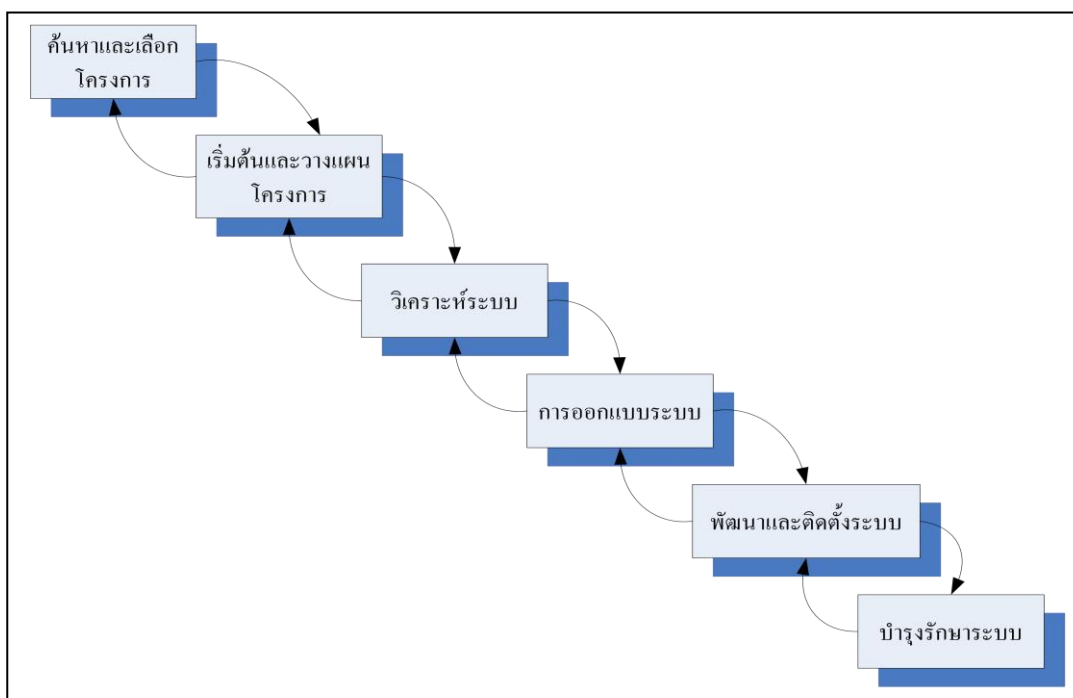 ค้นหาและเลือก
โครงการ
เริ่มต้นและวางแผน
โครงการ
วิเคราะห์ระบบ
การออกแบบระบบ
พัฒนาและติดตั้งระบบ
บำรุงรักษาระบบ